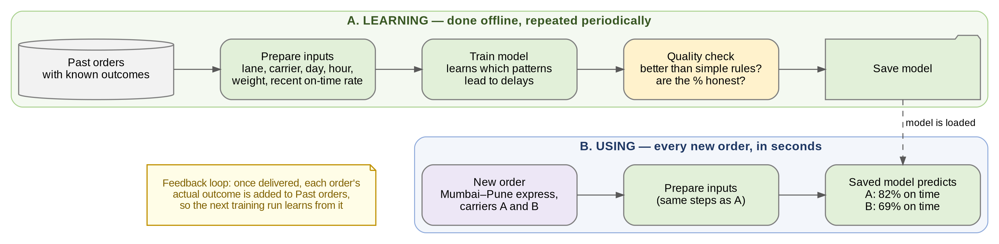 A. LEARNING — done offline, repeated periodically
Past orders
with known outcomes
Prepare inputs
lane, carrier, day, hour,
weight, recent on-time rate
Train model
learns which patterns
lead to delays
Quality check
better than simple rules?
are the % honest?
Save model
model is loaded
B. USING — every new order, in seconds
Feedback loop: once delivered, each order's
actual outcome is added to Past orders,
so the next training run learns from it
New order
Mumbai–Pune express,
carriers A and B
Prepare inputs
(same steps as A)
Saved model predicts
A: 82% on time
B: 69% on time